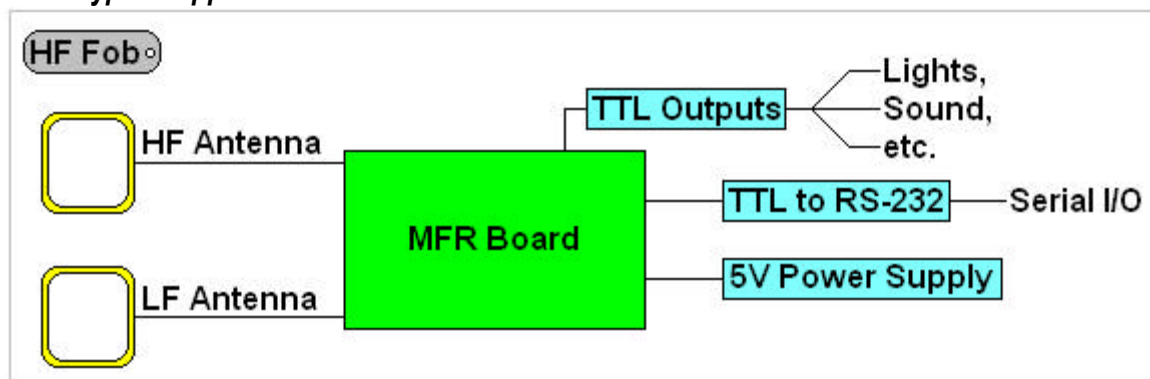 HF Fob
Lights,
TTL Outputs
Sound,
etc.
HF Antenna
TTL to RS-232
Serial I/O
MFR Board
5V Power Supply
LF Antenna